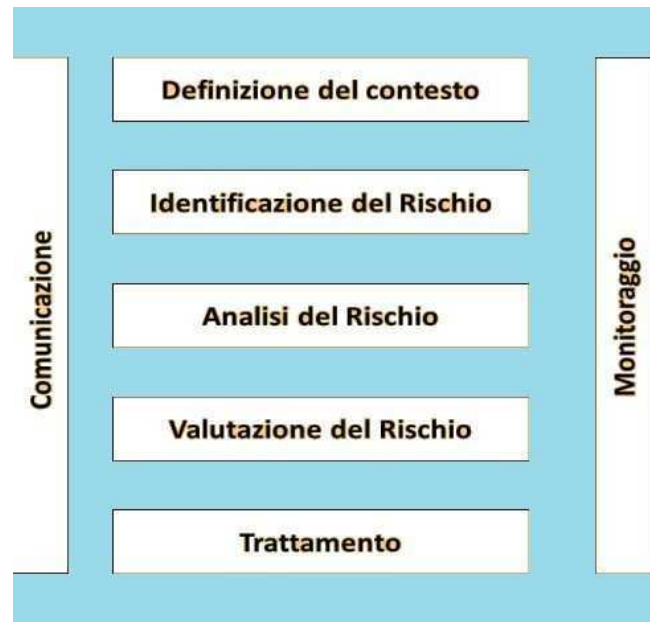 Definizione del contesto
Identificazione del Rischio
Analisi del Rischio
Valutazione del Rischio
Trattamento
Comunicazione
Monitoraggio